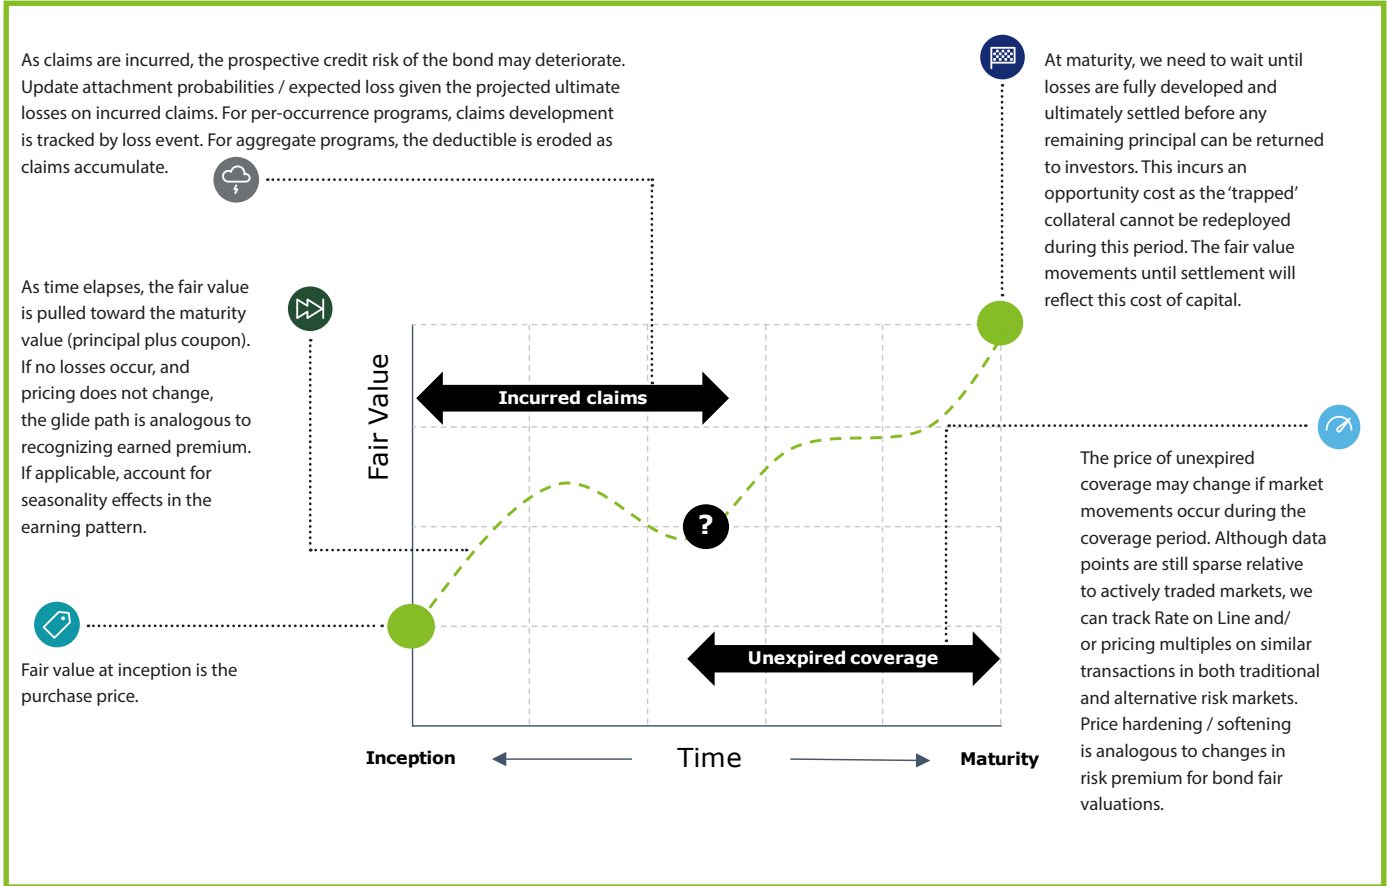 As claims are incurred, the prospective credit risk of the bond may deteriorate.
Update attachment probabilities / expected loss given the projected ultimate
losses on incurred claims. For per-occurrence programs, claims development
is tracked by loss event. For aggregate programs, the deductible is eroded as
claims accumulate.
At maturity, we need to wait until
losses are fully developed and
ultimately settled before any
remaining principal can be returned
to investors. This incurs an
opportunity cost as the ‘trapped’
collateral cannot be redeployed
during this period. The fair value
movements until settlement will
reflect this cost of capital.
As time elapses, the fair value
is pulled toward the maturity
value (principal plus coupon).
If no losses occur, and
pricing does not change,
the glide path is analogous to
recognizing earned premium.
If applicable, account for
seasonality effects in the
earning pattern.
Fair Value
Incurred claims
?
Unexpired coverage
The price of unexpired
coverage may change if market
movements occur during the
coverage period. Although data
points are still sparse relative
to actively traded markets, we
can track Rate on Line and/
or pricing multiples on similar
transactions in both traditional
and alternative risk markets.
Price hardening / softening
is analogous to changes in
risk premium for bond fair
valuations.
Fair value at inception is the
purchase price.
Inception
Time
Maturity